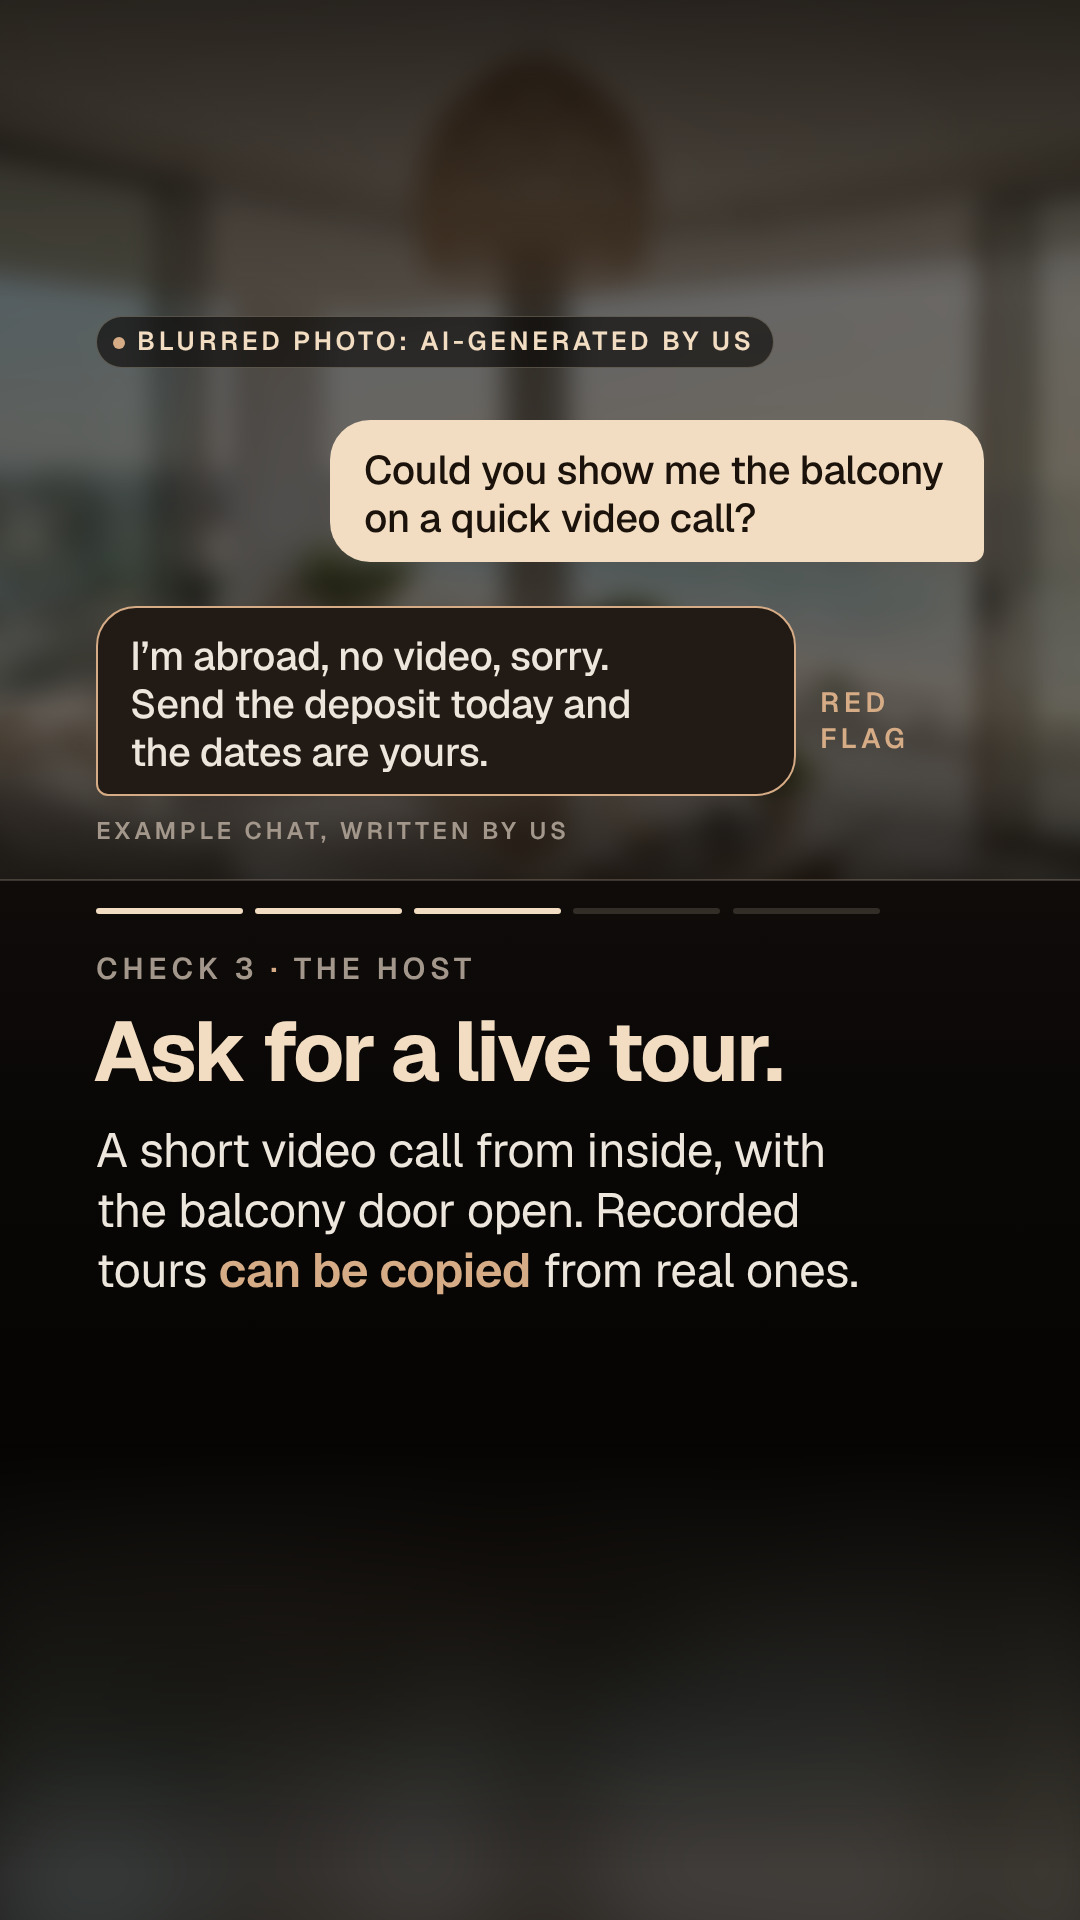 BLURRED PHOTO: AI-GENERATED BY US
Could you show me the balcony
on a quick video call?
I’m abroad, no video, sorry.
Send the deposit today and
the dates are yours.
RED
FLAG
EXAMPLE CHAT, WRITTEN BY US
CHECK 3 · THE HOST
Ask for a live tour.
A short video call from inside, with
the balcony door open. Recorded
tours can be copied from real ones.